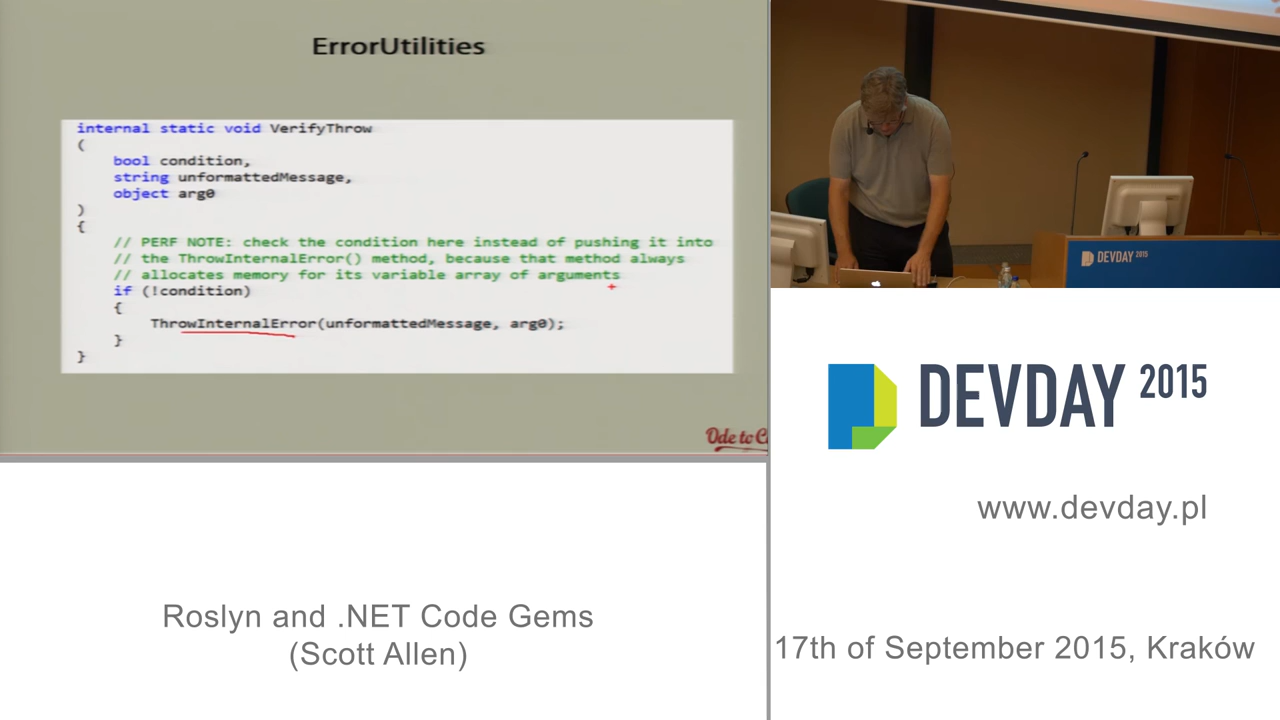 ErrorUtilities
internal static void VerifyThrow
(
bool condition,
string unformattedMessage,
object arg0
)
{
// PERF NOTE: check the condition here instead of pushing it into
// the ThrowInternalError() method, because that method always
// allocates memory for its variable array of arguments
if (!condition)
{
ThrowInternalError(unformattedMessage, arg0);
}
}
Ode to C
DEVDAY 2015
DEVDAY 2015
www.devday.pl
Roslyn and .NET Code Gems
(Scott Allen)
17th of September 2015, Kraków